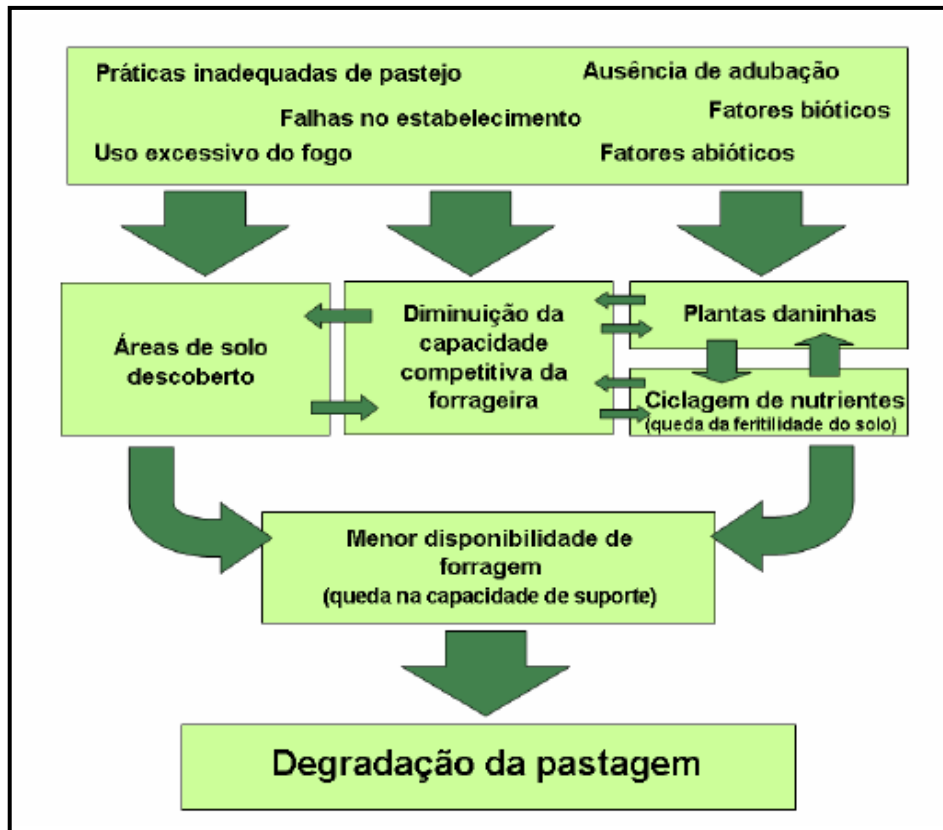 Práticas inadequadas de pastejo
Ausência de adubação
Falhas no estabelecimento
Fatores bióticos
Uso excessivo do fogo
Fatores abióticos
Áreas de solo
descoberto
Diminuição da
capacidade
competitiva da
forrageira
Plantas daninhas
Ciclagem de nutrientes
(queda da feritilidade do solo)
Menor disponibilidade de
forragem
(queda na capacidade de suporte)
Degradação da pastagem